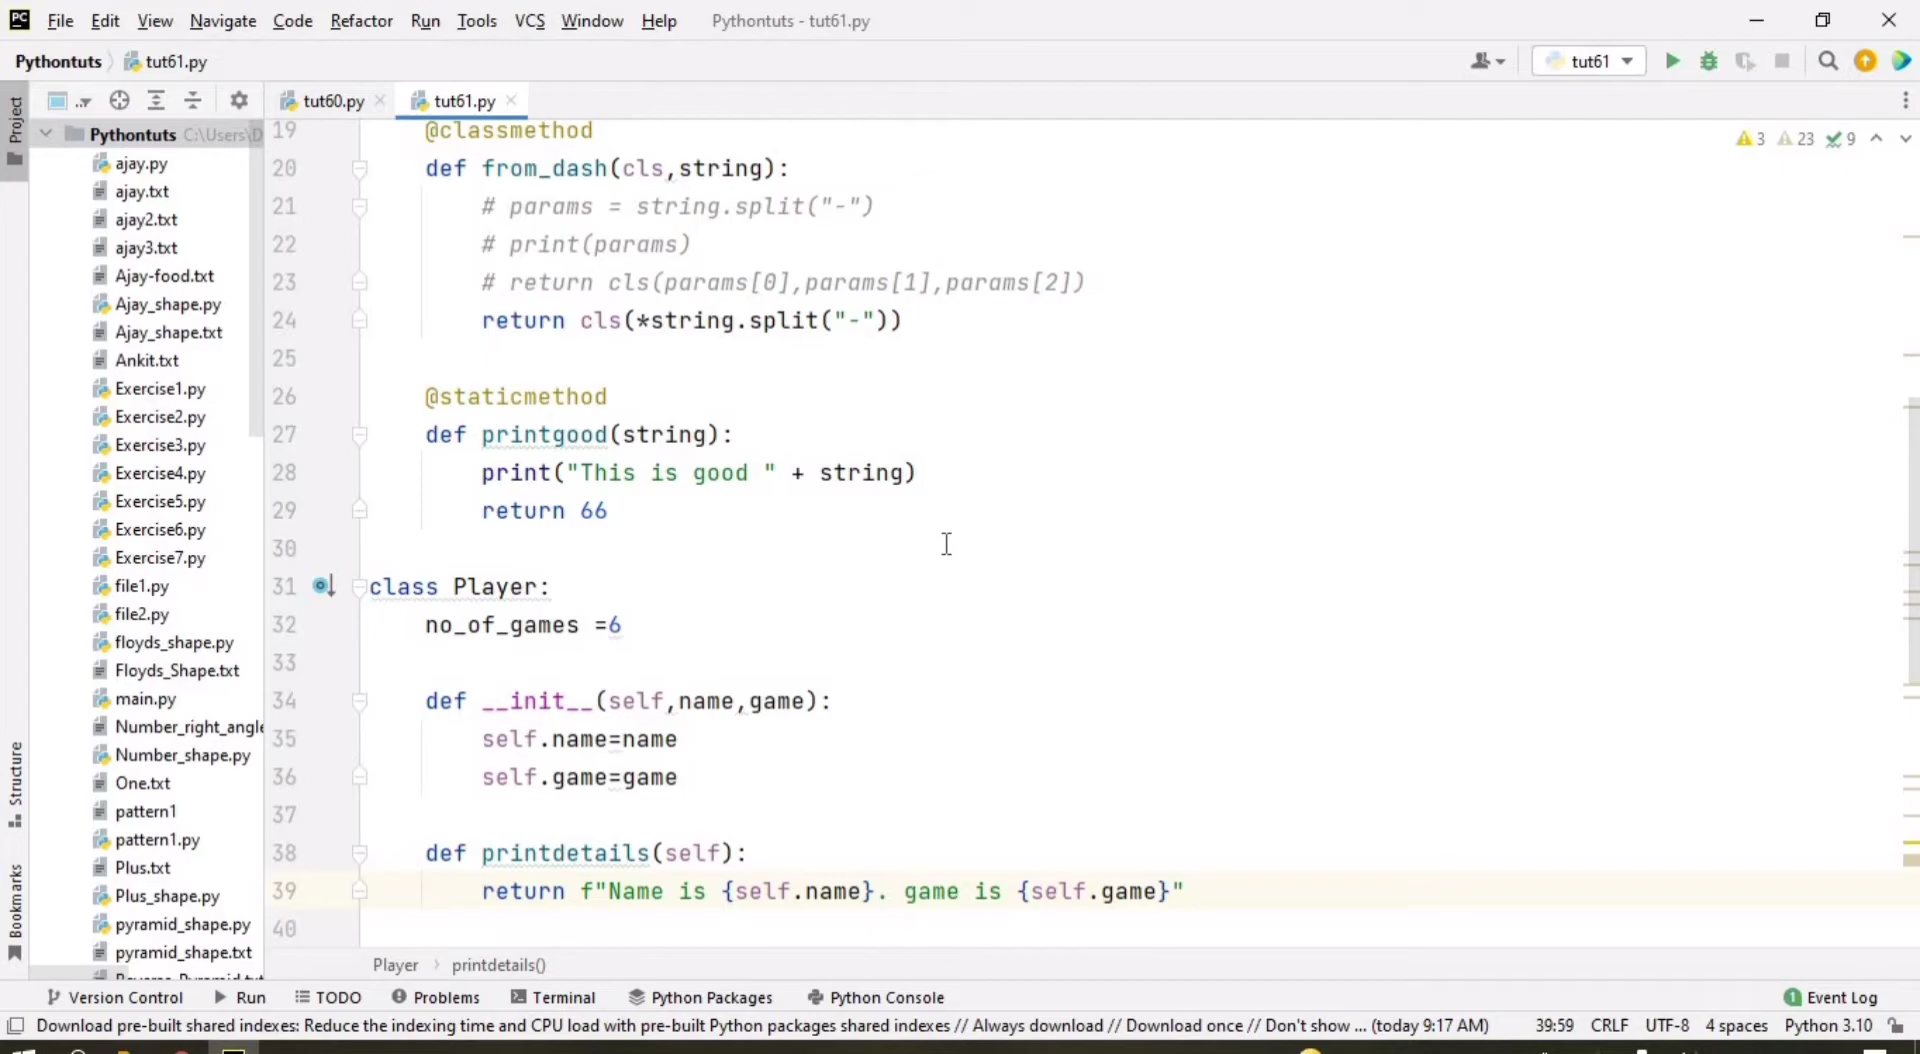 PC File Edit View Navigate Code Refactor Run Tools VCS Window Help Pythontuts - tut61.py
Pythontuts tut61.py tut61
tut60.py tut61.py
Project
Pythontuts C:\Users\D
ajay.py
ajay.txt
ajay2.txt
ajay3.txt
Ajay-food.txt
Ajay_shape.py
Ajay_shape.txt
Ankit.txt
Exercise1.py
Exercise2.py
Exercise3.py
Exercise4.py
Exercise5.py
Exercise6.py
Exercise7.py
file1.py
file2.py
floyds_shape.py
Floyds_Shape.txt
main.py
Number_right_angle
Number_shape.py
One.txt
pattern1
pattern1.py
Plus.txt
Plus_shape.py
pyramid_shape.py
pyramid_shape.txt
Structure
Bookmarks
3 23 9
19 @classmethod
20 def from_dash(cls,string):
21 # params = string.split("-")
22 # print(params)
23 # return cls(params[0],params[1],params[2])
24 return cls(*string.split("-"))
25
26 @staticmethod
27 def printgood(string):
28 print("This is good " + string)
29 return 66
30
31 class Player:
32 no_of_games =6
33
34 def __init__(self,name,game):
35 self.name=name
36 self.game=game
37
38 def printdetails(self):
39 return f"Name is {self.name}. game is {self.game}"
40
Player printdetails()
Version Control Run TODO Problems Terminal Python Packages Python Console 1 Event Log
Download pre-built shared indexes: Reduce the indexing time and CPU load with pre-built Python packages shared indexes // Always download // Download once // Don't show ... (today 9:17 AM) 39:59 CRLF UTF-8 4 spaces Python 3.10